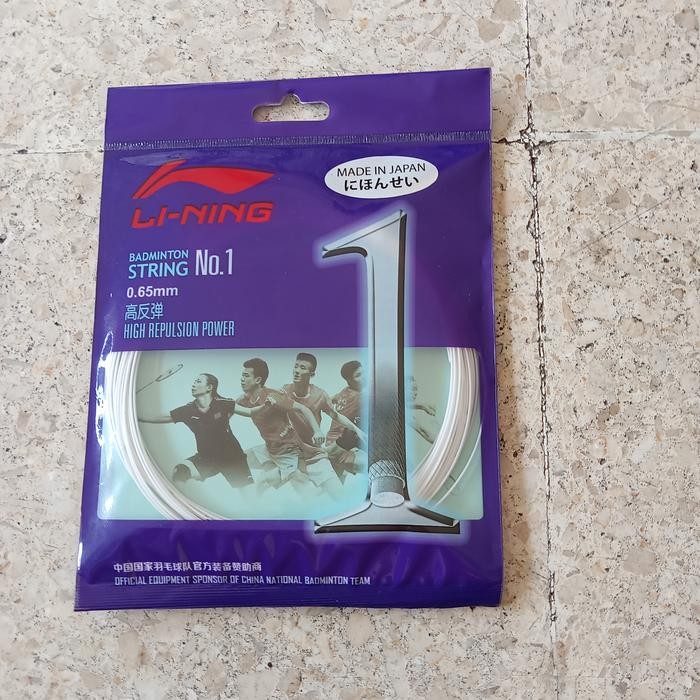 MADE IN JAPAN
にほんせい
LI-NING
BADMINTON
STRING No.1
0.65mm
高反弹
HIGH REPULSION POWER
1
中国国家羽毛球队官方装备赞助商
OFFICIAL EQUIPMENT SPONSOR OF CHINA NATIONAL BADMINTON TEAM